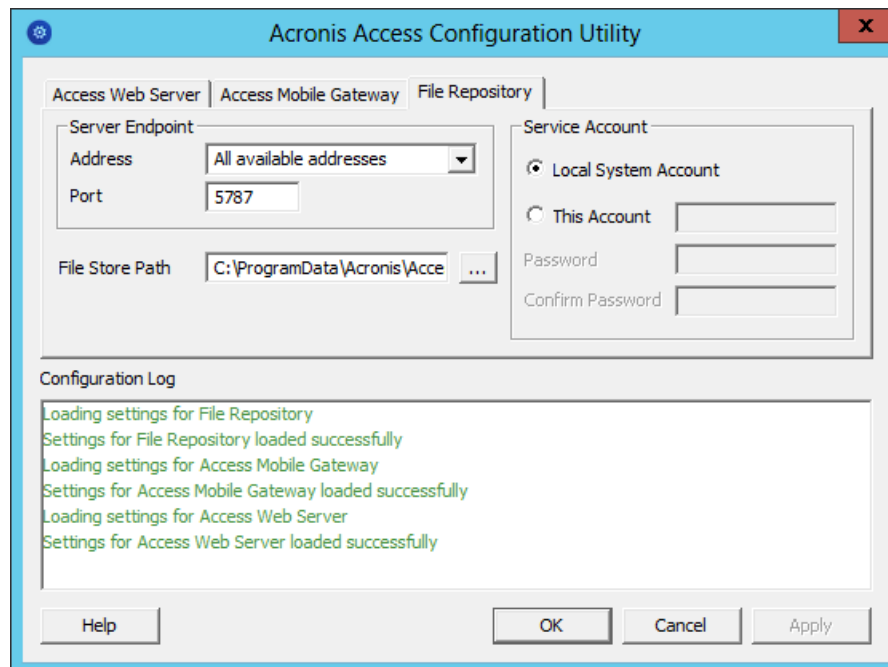 Acronis Access Configuration Utility
x
Access Web Server
Access Mobile Gateway
File Repository
Server Endpoint
Address
All available addresses
Port
5787
File Store Path
C:\ProgramData\Acronis\Acce
...
Service Account
Local System Account
This Account
Password
Confirm Password
Configuration Log
Loading settings for File Repository
Settings for File Repository loaded successfully
Loading settings for Access Mobile Gateway
Settings for Access Mobile Gateway loaded successfully
Loading settings for Access Web Server
Settings for Access Web Server loaded successfully
Help
OK
Cancel
Apply